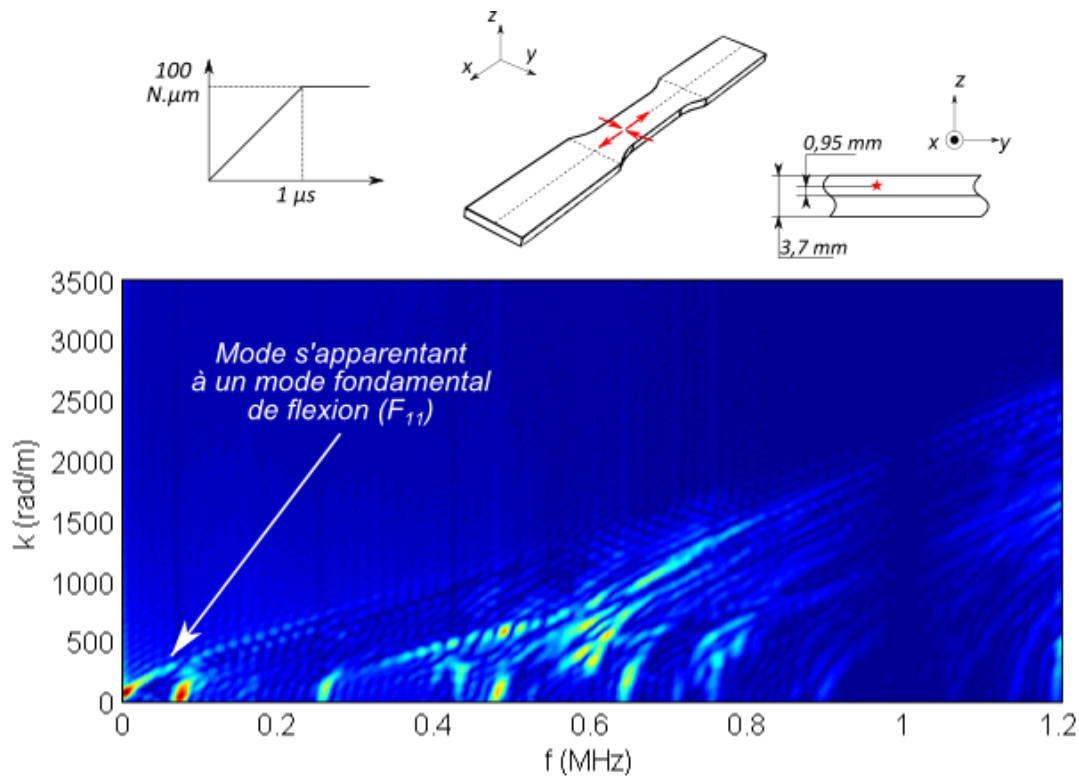 100
N.µm
1 µs
z
x
y
z
x
y
0,95 mm
3,7 mm
Mode s'apparentant
à un mode fondamental
de flexion (F11)
k (rad/m)
3500
3000
2500
2000
1500
1000
500
0
0
0.2
0.4
0.6
0.8
1
1.2
f (MHz)